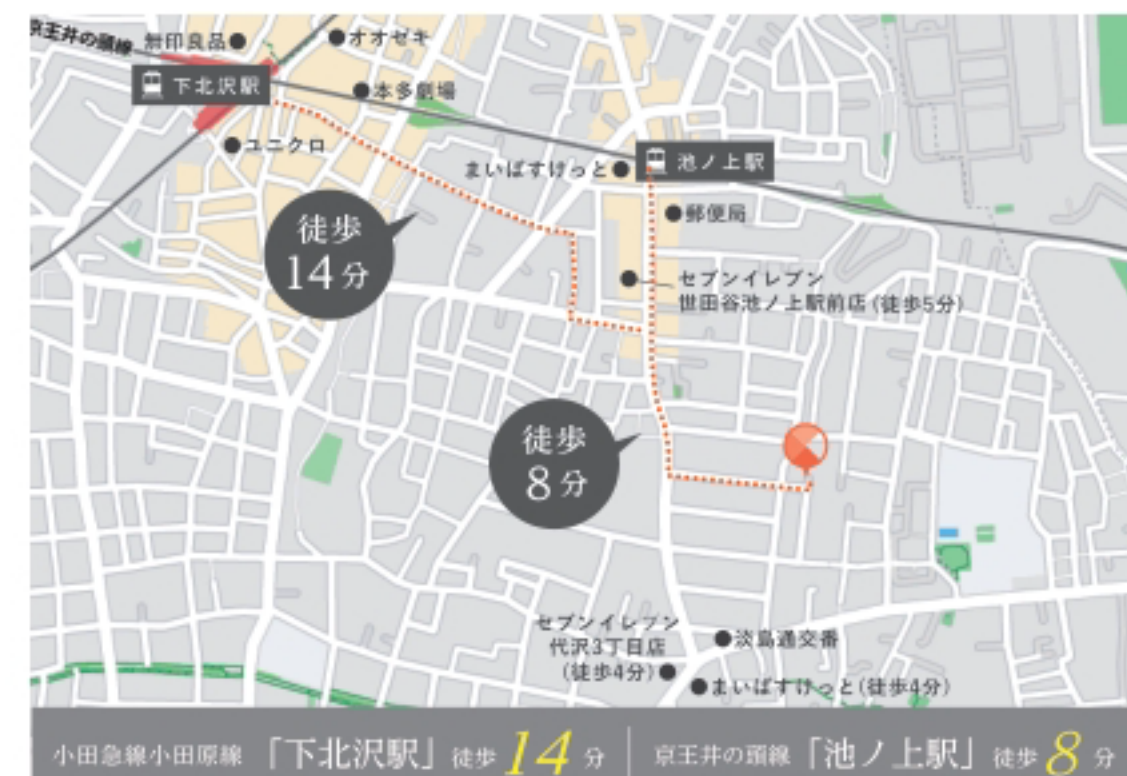 京王井の頭線
無印良品
オオゼキ
下北沢駅
本多劇場
ユニクロ
まいばすけっと
池ノ上駅
郵便局
徒歩
14分
セブンイレブン
世田谷池ノ上駅前店(徒歩5分)
徒歩
8分
セブンイレブン
代沢3丁目店
(徒歩4分)
淡島通交番
まいばすけっと(徒歩4分)
小田急線小田原線「下北沢駅」徒歩14分
京王井の頭線「池ノ上駅」徒歩8分